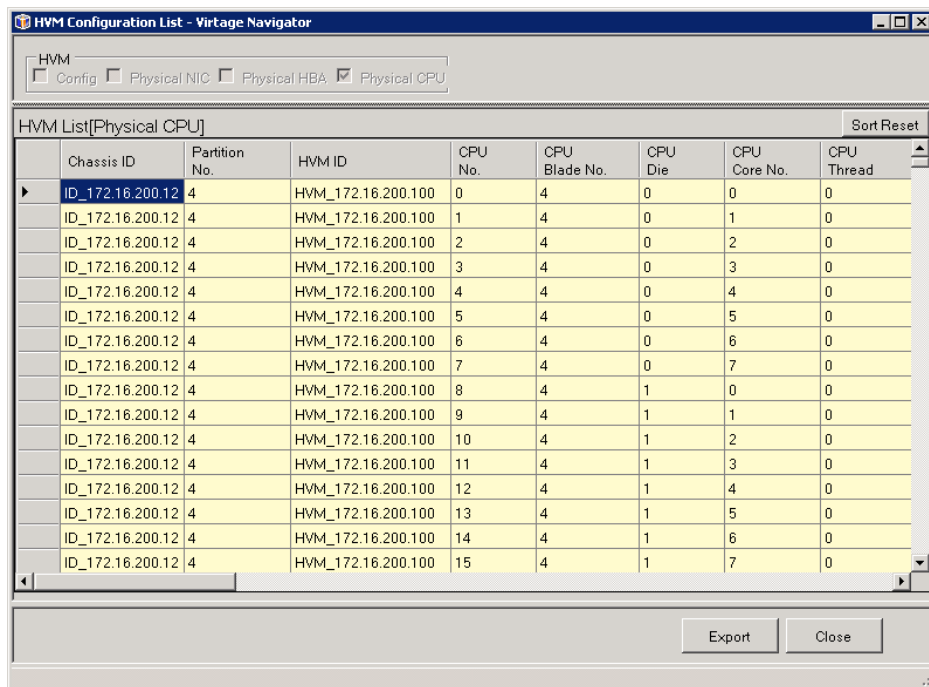 HVM Configuration List - Virtage Navigator
HVM
Config Physical NIC Physical HBA Physical CPU
HVM List[Physical CPU] Sort Reset
Chassis ID Partition No. HVM ID CPU No. CPU Blade No. CPU Die CPU Core No. CPU Thread
ID_172.16.200.12 4 HVM_172.16.200.100 0 4 0 0 0
ID_172.16.200.12 4 HVM_172.16.200.100 1 4 0 1 0
ID_172.16.200.12 4 HVM_172.16.200.100 2 4 0 2 0
ID_172.16.200.12 4 HVM_172.16.200.100 3 4 0 3 0
ID_172.16.200.12 4 HVM_172.16.200.100 4 4 0 4 0
ID_172.16.200.12 4 HVM_172.16.200.100 5 4 0 5 0
ID_172.16.200.12 4 HVM_172.16.200.100 6 4 0 6 0
ID_172.16.200.12 4 HVM_172.16.200.100 7 4 0 7 0
ID_172.16.200.12 4 HVM_172.16.200.100 8 4 1 0 0
ID_172.16.200.12 4 HVM_172.16.200.100 9 4 1 1 0
ID_172.16.200.12 4 HVM_172.16.200.100 10 4 1 2 0
ID_172.16.200.12 4 HVM_172.16.200.100 11 4 1 3 0
ID_172.16.200.12 4 HVM_172.16.200.100 12 4 1 4 0
ID_172.16.200.12 4 HVM_172.16.200.100 13 4 1 5 0
ID_172.16.200.12 4 HVM_172.16.200.100 14 4 1 6 0
ID_172.16.200.12 4 HVM_172.16.200.100 15 4 1 7 0
Export Close